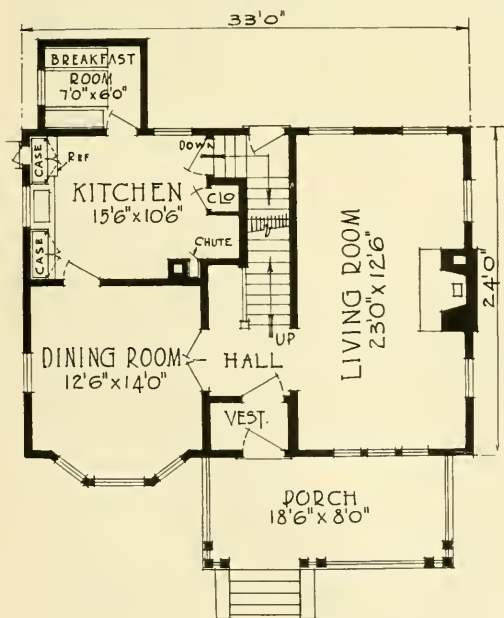 33'0"
BREAKFAST
ROOM
7'0"x6'0"
CASE
REF
DOWN
KITCHEN
15'6"x10'6"
CLO
CASE
CHUTE
LIVING ROOM
23'0"x12'6"
24'0"
UP
DINING ROOM
12'6"x14'0"
HALL
VEST.
PORCH
18'6"x8'0"